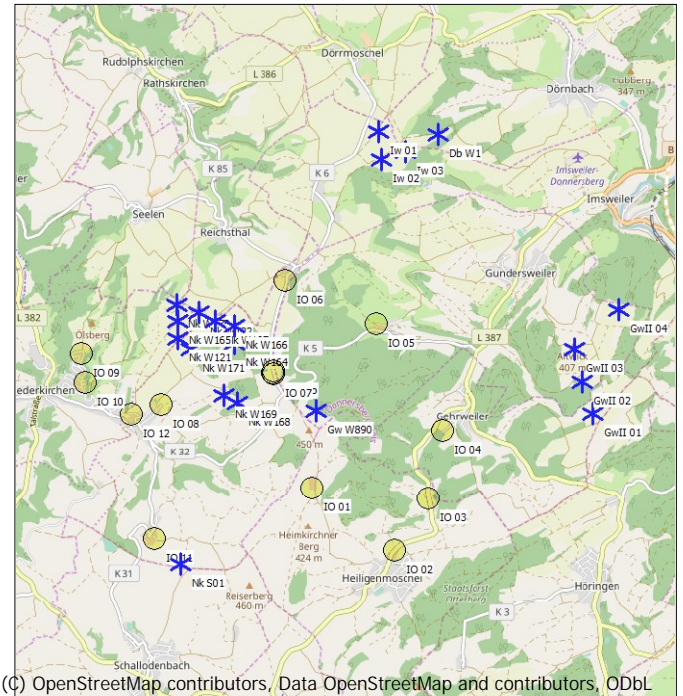 Dörrmoschel
Rudolphskirchen
L 386
Rathskirchen
Hubberg
347 m
Dörnbach
Iw 01
Db W1
K 85
K 6
Iw 03
Iw 02
Imsweiler-
Donnersberg
Imsweiler
Seelen
Reichsthal
Gundersweiler
IO 06
L 382
L 387
GwII 04
IO 05
K 5
Nk W165
Nk W166
Ölsberg
Nk W121
Nk W164
Nk W171
GwII 03
407 m
IO 09
IO 07
IO 10
GwII 02
IO 08
Nk W169
Nk W168
Gehrweiler
IO 12
Gw W890
GwII 01
450 m
IO 04
K 32
Talstraße
IO 01
IO 03
Heimkirchner
Berg
424 m
IO 02
K31
Nk S01
Heiligenmoschel
Staatsforst
Otterberg
Höringen
Reiserberg
460 m
K 3
Schallodenbach
(C) OpenStreetMap contributors, Data OpenStreetMap and contributors, ODbL